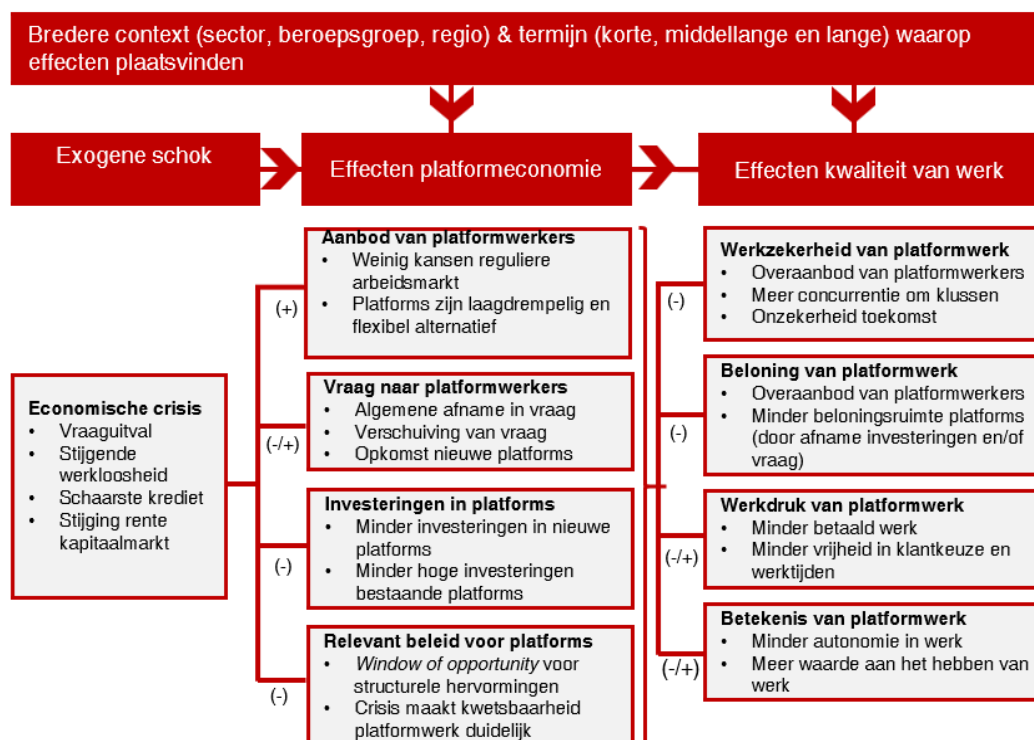 Bredere context (sector, beroepsgroep, regio) & termijn (korte, middellange en lange) waarop
effecten plaatsvinden
Exogene schok
Effecten platformeconomie
Effecten kwaliteit van werk
Economische crisis
• Vraaguitval
• Stijgende
werkloosheid
• Schaarste krediet
• Stijging rente
kapitaalmarkt
(+)
Aanbod van platformwerkers
• Weinig kansen reguliere
arbeidsmarkt
• Platforms zijn laagdrempelig en
flexibel alternatief
(-/+)
Vraag naar platformwerkers
• Algemene afname in vraag
• Verschuiving van vraag
• Opkomst nieuwe platforms
(-)
Investeringen in platforms
• Minder investeringen in nieuwe
platforms
• Minder hoge investeringen
bestaande platforms
(-)
Relevant beleid voor platforms
• Window of opportunity voor
structurele hervormingen
• Crisis maakt kwetsbaarheid
platformwerk duidelijk
(-)
Werkzekerheid van platformwerk
• Overaanbod van platformwerkers
• Meer concurrentie om klussen
• Onzekerheid toekomst
(-)
Beloning van platformwerk
• Overaanbod van platformwerkers
• Minder beloningsruimte platforms
(door afname investeringen en/of
vraag)
(-/+)
Werkdruk van platformwerk
• Minder betaald werk
• Minder vrijheid in klantkeuze en
werktijden
(-/+)
Betekenis van platformwerk
• Minder autonomie in werk
• Meer waarde aan het hebben van
werk